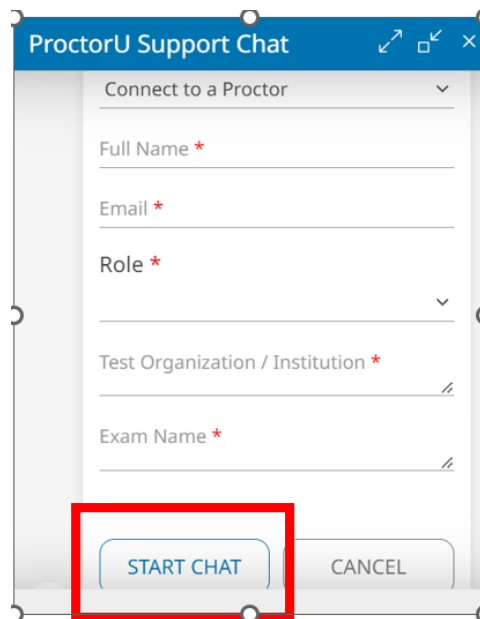 ProctorU Support Chat
Connect to a Proctor
Full Name *
Email *
Role *
Test Organization / Institution *
Exam Name *
START CHAT CANCEL